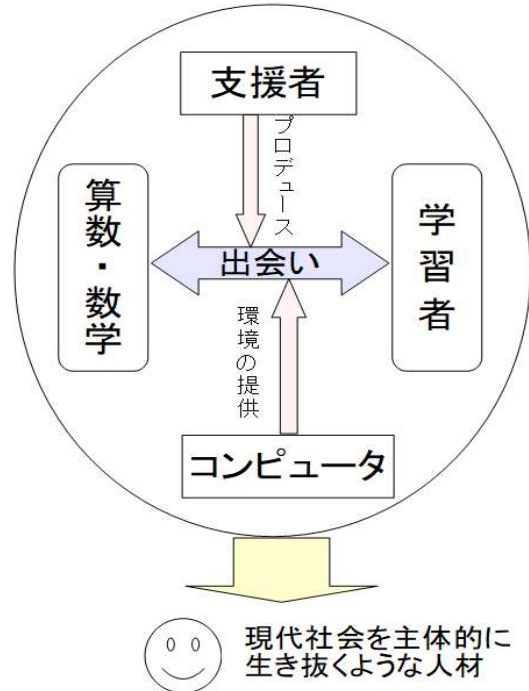 支援者
プロデュース
算数・数学
出会い
学習者
環境の提供
コンピュータ
現代社会を主体的に
生き抜くような人材